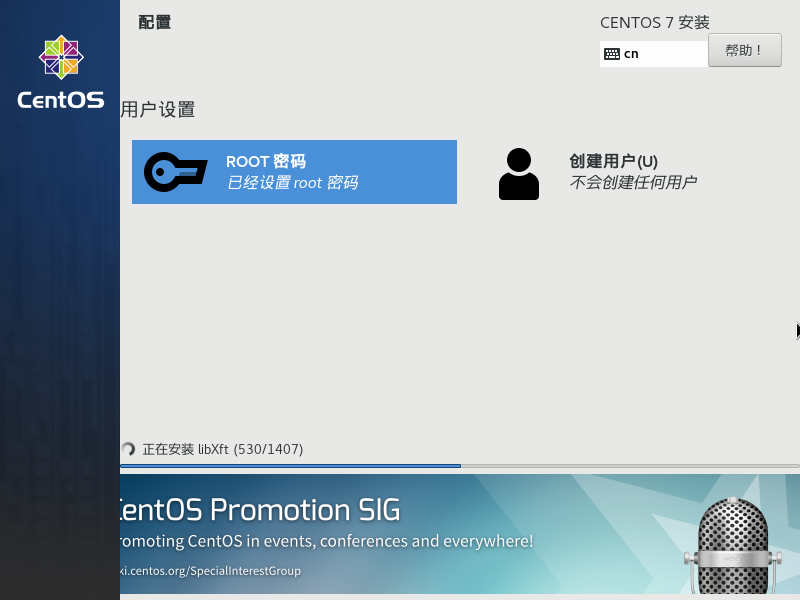 CentOS
配置
CENTOS 7 安装
cn
帮助！
用户设置
ROOT 密码
已经设置 root 密码
创建用户(U)
不会创建任何用户
正在安装 libXft (530/1407)
CentOS Promotion SIG
romoting CentOS in events, conferences and everywhere!
ki.centos.org/SpecialInterestGroup